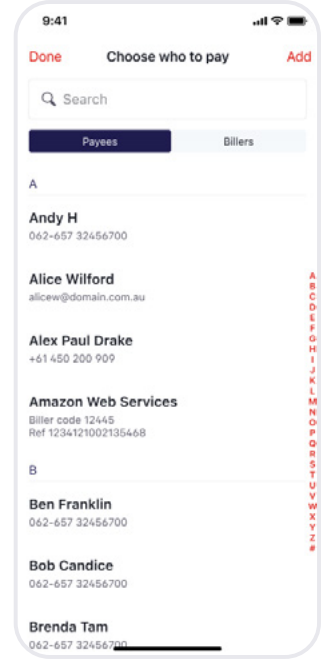 9:41
Done Choose who to pay Add
Search
Payees Billers
A
Andy H
062-657 32456700
Alice Wilford
alicew@domain.com.au
Alex Paul Drake
+61 450 200 909
Amazon Web Services
Biller code 12445
Ref 1234121002135468
B
Ben Franklin
062-657 32456700
Bob Candice
062-657 32456700
Brenda Tam
062-657 32456700
A
B
C
D
E
F
G
H
I
J
K
L
M
N
O
P
Q
R
S
T
U
V
W
X
Y
Z
#